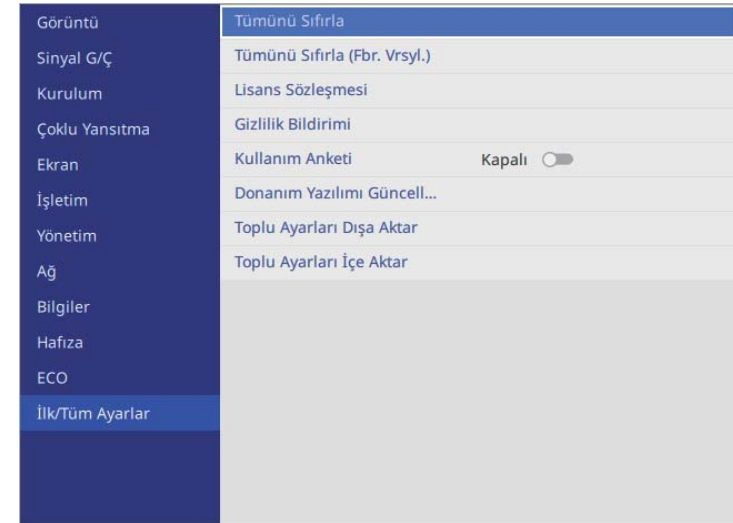 Görüntü
Sinyal G/Ç
Kurulum
Çoklu Yansıtma
Ekran
İşletim
Yönetim
Ağ
Bilgiler
Hafıza
ECO
İlk/Tüm Ayarlar
Tümünü Sıfırla
Tümünü Sıfırla (Fbr. Vrsyl.)
Lisans Sözleşmesi
Gizlilik Bildirimi
Kullanım Anketi Kapalı
Donanım Yazılımı Güncell...
Toplu Ayarları Dışa Aktar
Toplu Ayarları İçe Aktar